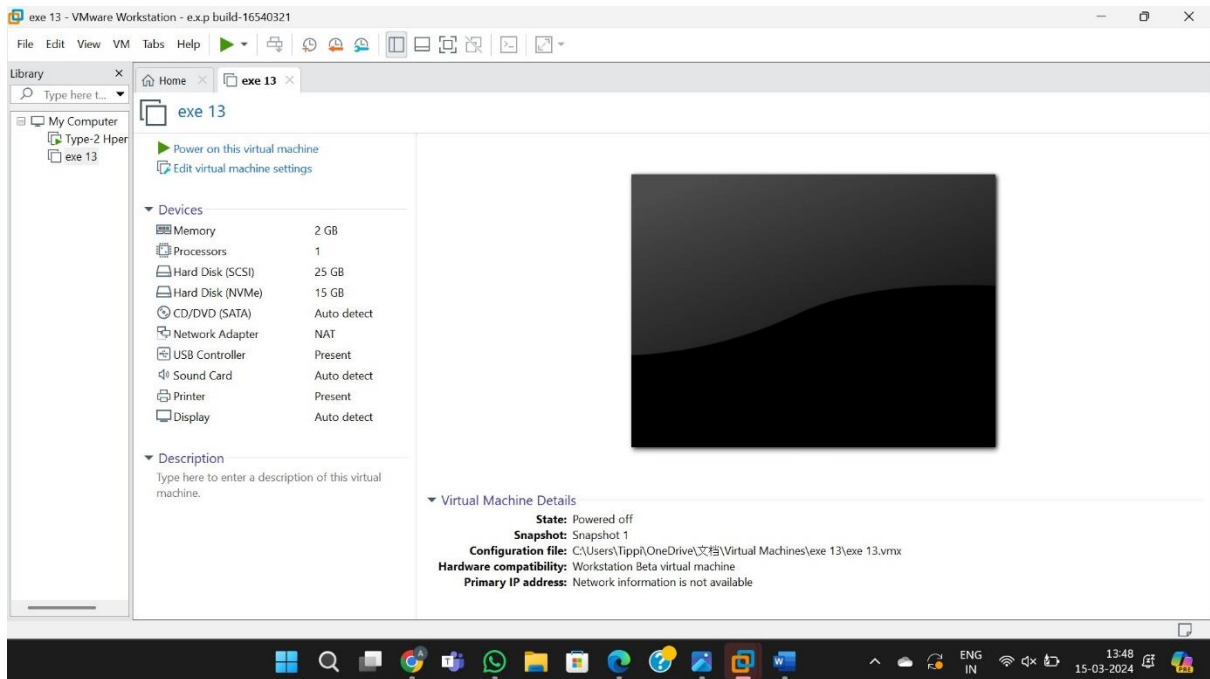 exe 13 - VMware Workstation - e.x.p build-16540321
File Edit View VM Tabs Help
Library
Home
exe 13
Type here t...
My Computer
Type-2 Hper
exe 13
exe 13
Power on this virtual machine
Edit virtual machine settings
Devices
Memory 2 GB
Processors 1
Hard Disk (SCSI) 25 GB
Hard Disk (NVMe) 15 GB
CD/DVD (SATA) Auto detect
Network Adapter NAT
USB Controller Present
Sound Card Auto detect
Printer Present
Display Auto detect
Description
Type here to enter a description of this virtual
machine.
Virtual Machine Details
State: Powered off
Snapshot: Snapshot 1
Configuration file: C:\Users\Tippi\OneDrive\文档\Virtual Machines\exe 13\exe 13.vmx
Hardware compatibility: Workstation Beta virtual machine
Primary IP address: Network information is not available
ENG
IN
13:48
15-03-2024
PRE